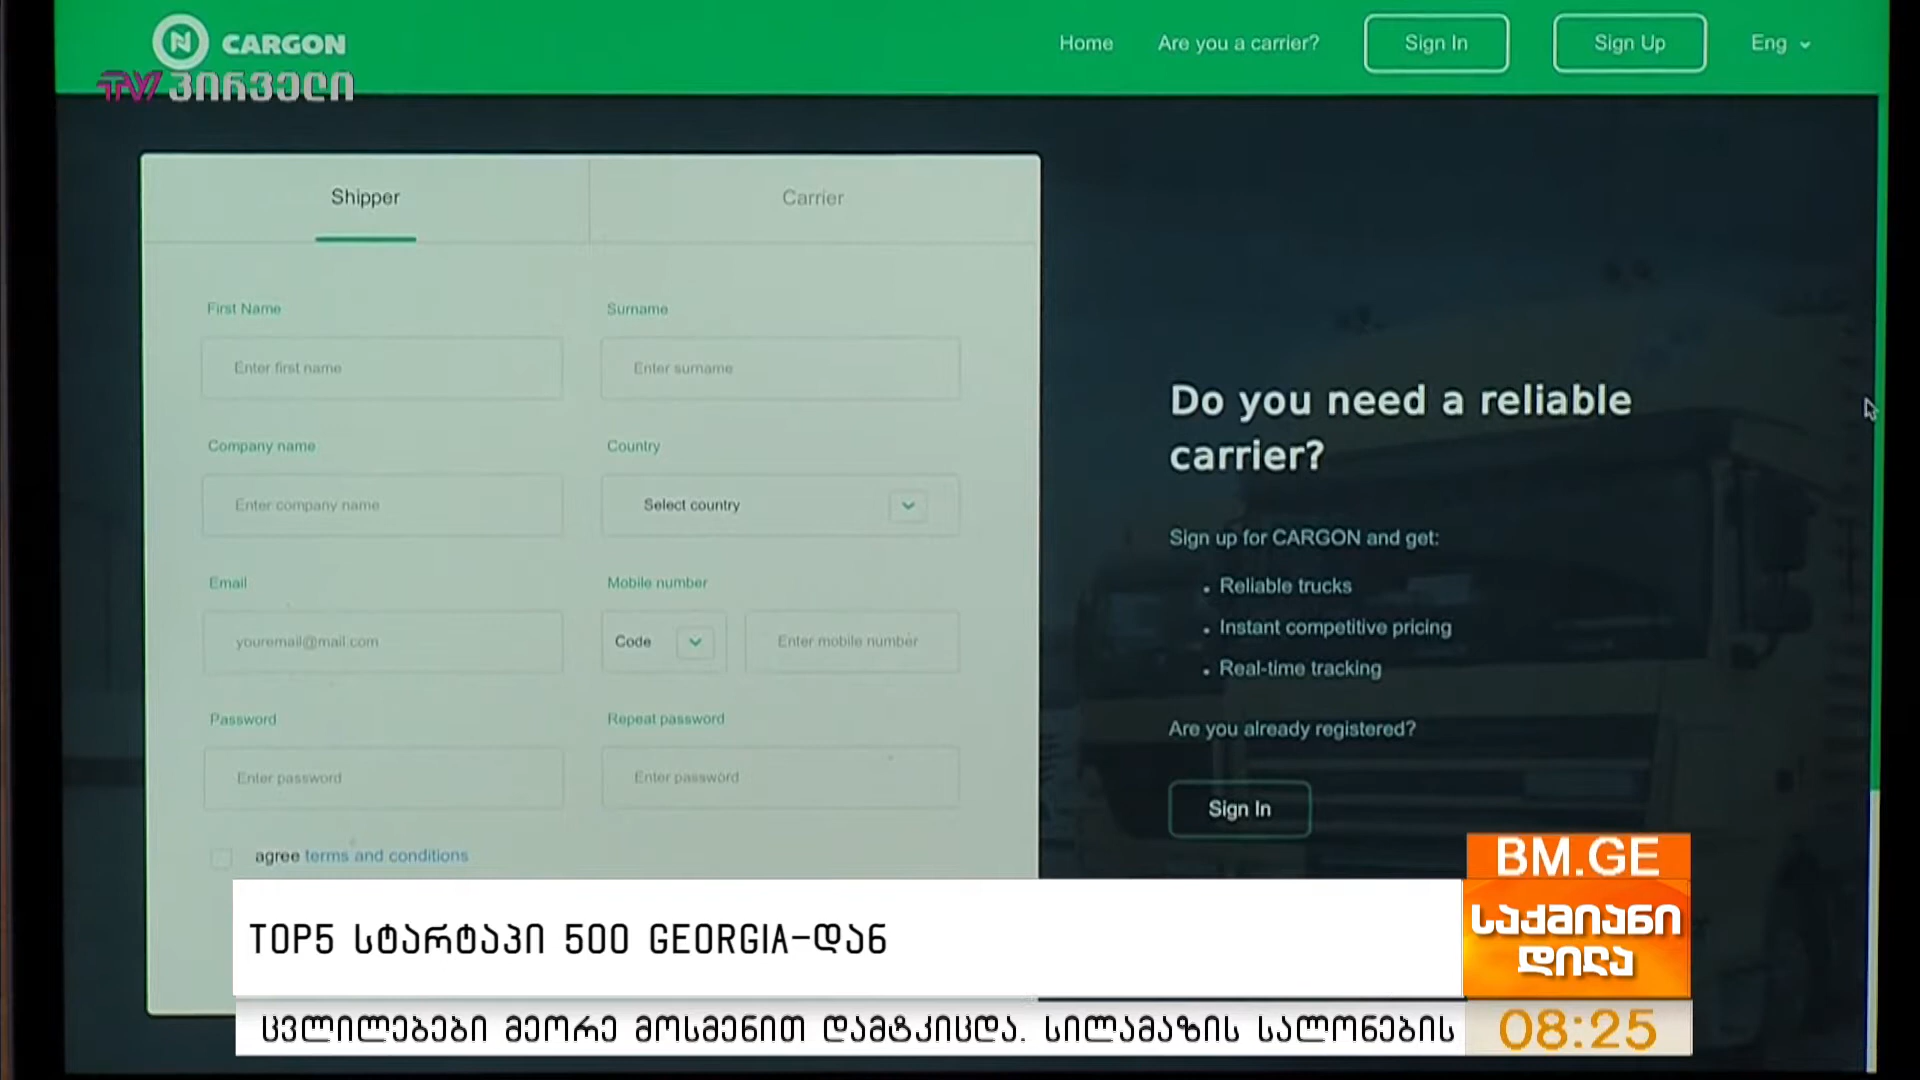 CARGON
TV პირველი
Home
Are you a carrier?
Sign In
Sign Up
Eng
Shipper
Carrier
First Name
Surname
Enter first name
Enter surname
Company name
Country
Enter company name
Select country
Email
Mobile number
youremail@mail.com
Code
Enter mobile number
Password
Repeat password
Enter password
Enter password
agree terms and conditions
Do you need a reliable
carrier?
Sign up for CARGON and get:
Reliable trucks
Instant competitive pricing
Real-time tracking
Are you already registered?
Sign In
BM.GE
საქმიანი
დილა
TOP5 სტარტაპი 500 GEORGIA-დან
ცვლილებები მეორე მოსმენით დამტკიცდა. სილამაზის სალონების
08:25